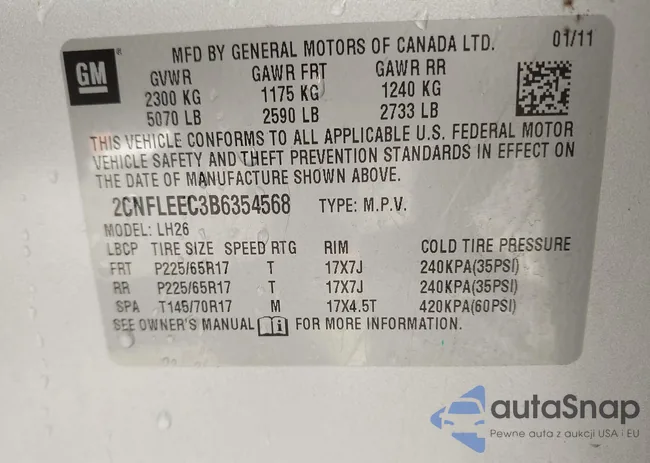 GM
MFD BY GENERAL MOTORS OF CANADA LTD. 01/11
GVWR GAWR FRT GAWR RR
2300 KG 1175 KG 1240 KG
5070 LB 2590 LB 2733 LB
THIS VEHICLE CONFORMS TO ALL APPLICABLE U.S. FEDERAL MOTOR
VEHICLE SAFETY AND THEFT PREVENTION STANDARDS IN EFFECT ON
THE DATE OF MANUFACTURE SHOWN ABOVE.
2CNFLEEC3B6354568 TYPE: M.P.V.
MODEL: LH26
LBCP TIRE SIZE SPEED RTG RIM COLD TIRE PRESSURE
FRT P225/65R17 T 17X7J 240KPA(35PSI)
RR P225/65R17 T 17X7J 240KPA(35PSI)
SPA T145/70R17 M 17X4.5T 420KPA(60PSI)
SEE OWNER'S MANUAL FOR MORE INFORMATION.
autaSnap
Pewne auta z aukcji USA i EU